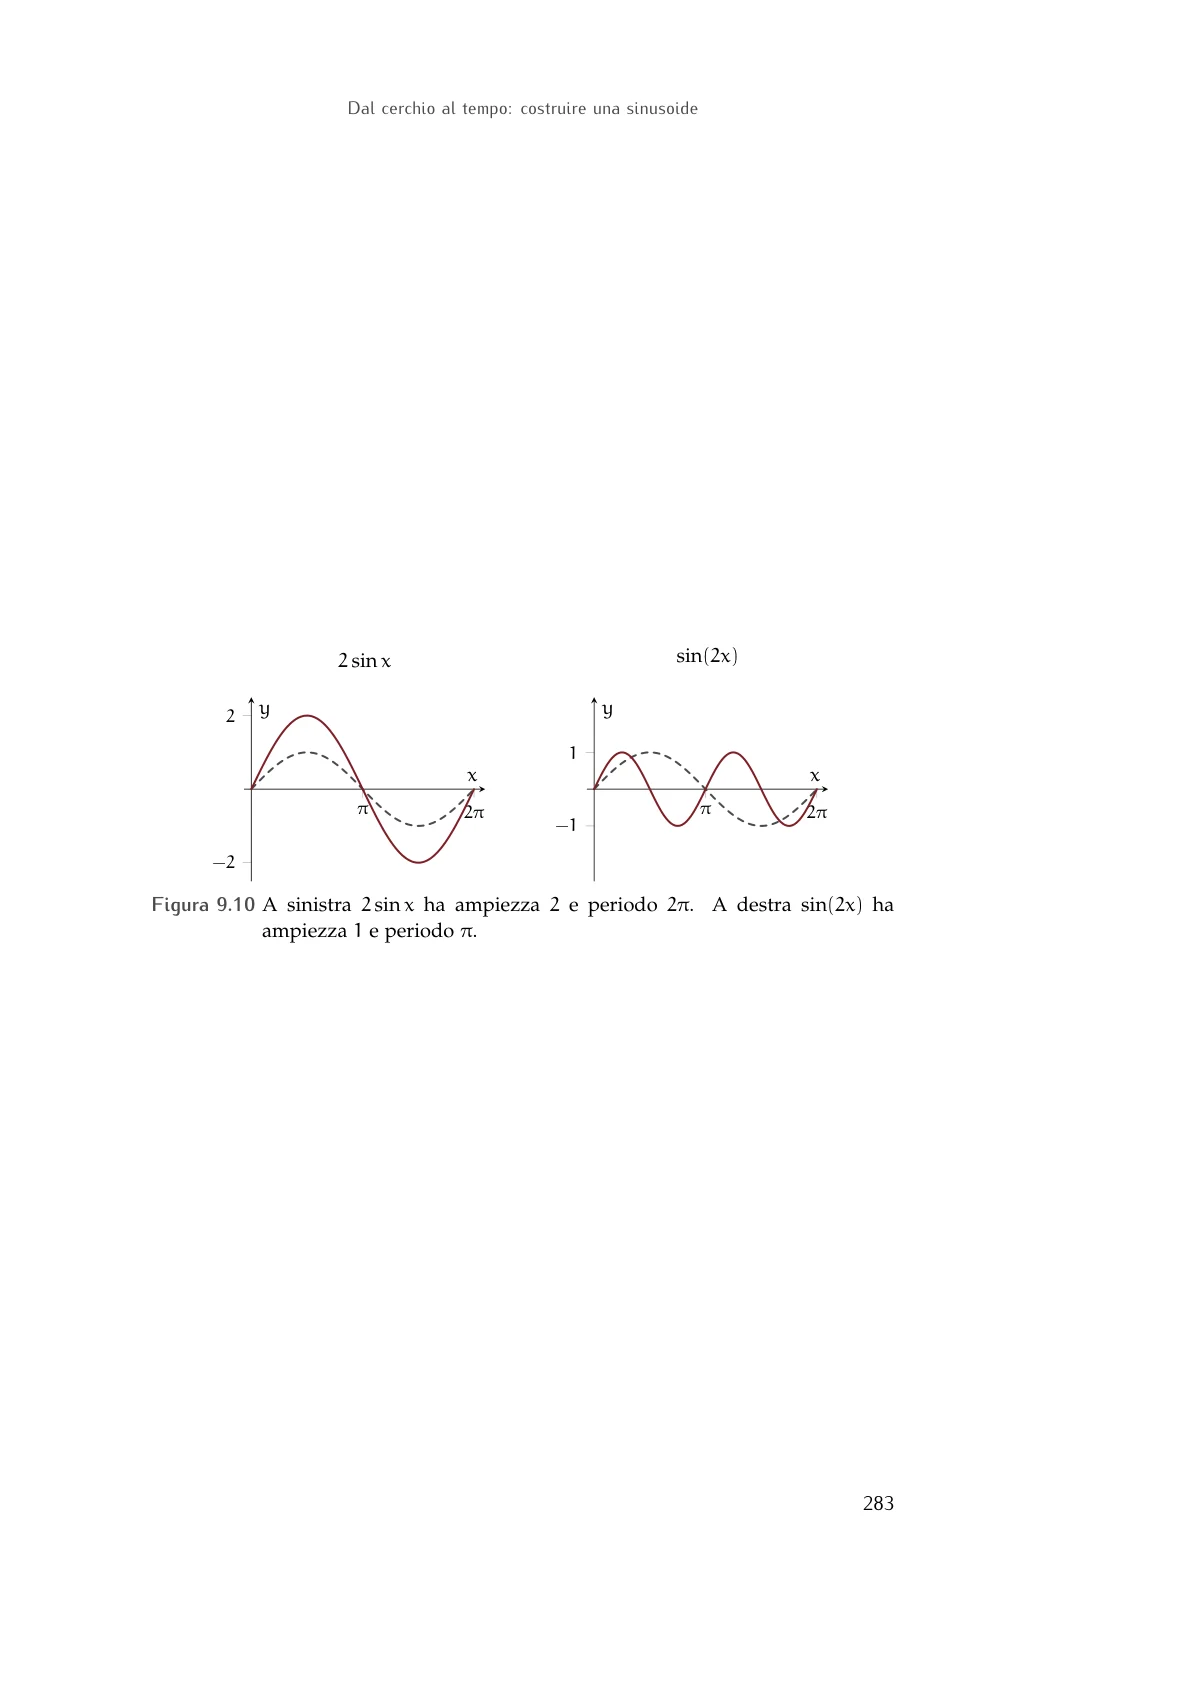 Dal cerchio al tempo: costruire una sinusoide
2 sin x
2
y
x
π
2π
−2
sin(2x)
1
y
x
π
2π
−1
Figura 9.10 A sinistra 2 sin x ha ampiezza 2 e periodo 2π. A destra sin(2x) ha
ampiezza 1 e periodo π.
283